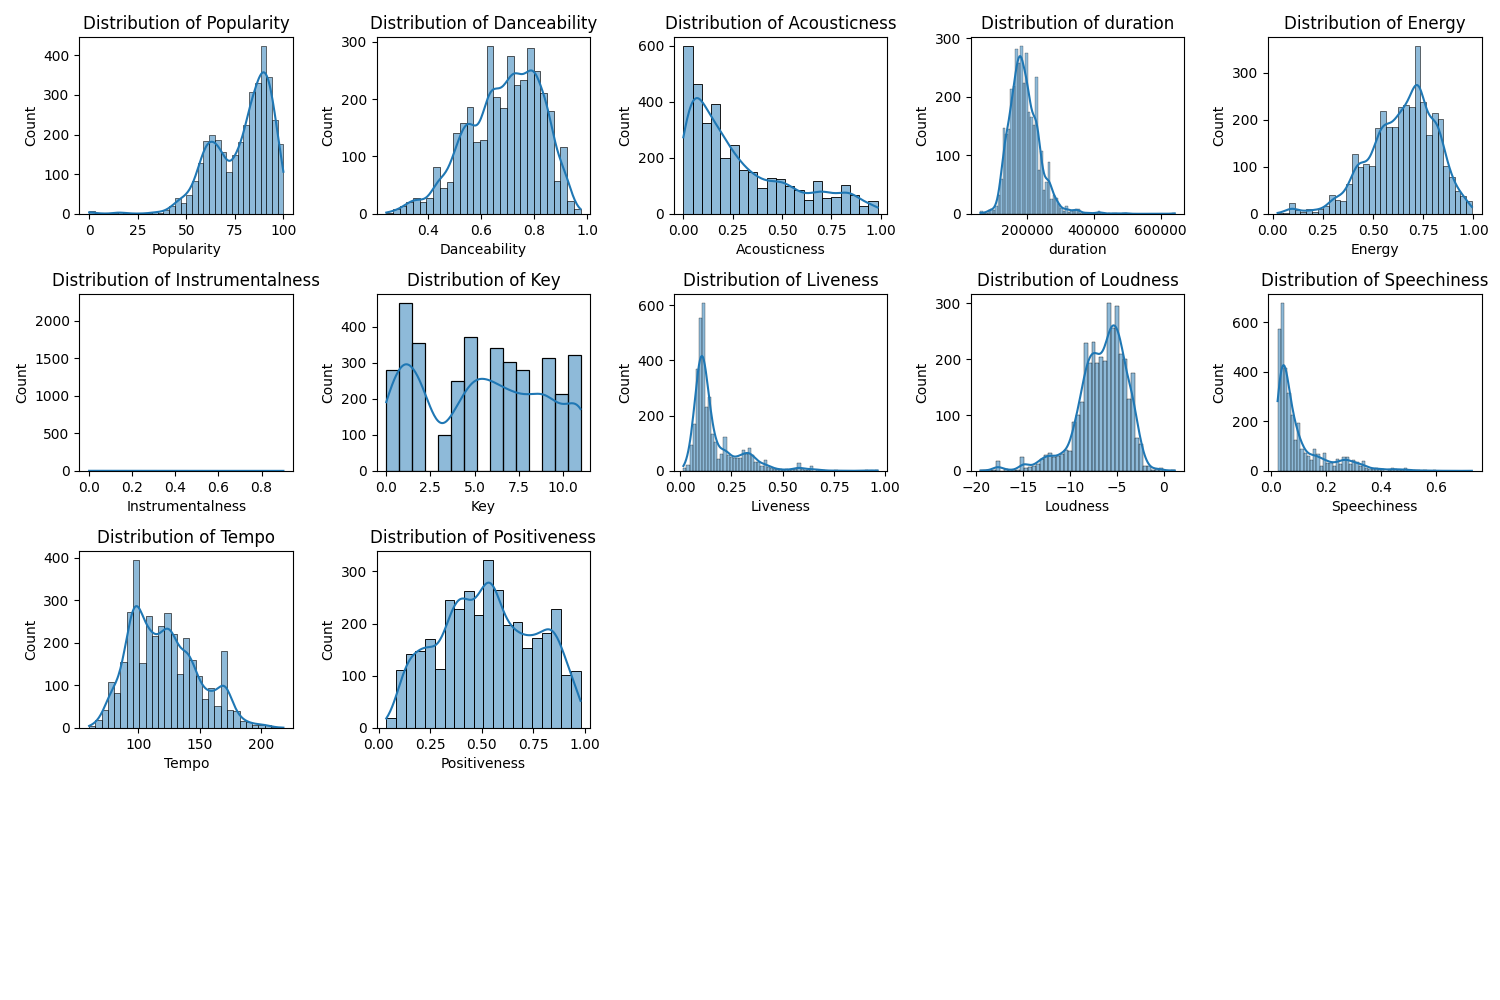 Distribution of Popularity
Distribution of Danceability
Distribution of Acousticness
Distribution of duration
Distribution of Energy
400
300
200
100
0
Count
0 25 50 75 100
Popularity
300
200
100
0
Count
0.4 0.6 0.8 1.0
Danceability
600
400
200
0
Count
0.00 0.25 0.50 0.75 1.00
Acousticness
300
200
100
0
Count
200000 400000 600000
duration
300
200
100
0
Count
0.00 0.25 0.50 0.75 1.00
Energy
Distribution of Instrumentalness
Distribution of Key
Distribution of Liveness
Distribution of Loudness
Distribution of Speechiness
2000
1500
1000
500
0
Count
0.0 0.2 0.4 0.6 0.8
Instrumentalness
400
300
200
100
0
Count
0.0 2.5 5.0 7.5 10.0
Key
600
400
200
0
Count
0.00 0.25 0.50 0.75 1.00
Liveness
300
200
100
0
Count
−20 −15 −10 −5 0
Loudness
600
400
200
0
Count
0.0 0.2 0.4 0.6
Speechiness
Distribution of Tempo
Distribution of Positiveness
400
300
200
100
0
Count
100 150 200
Tempo
300
200
100
0
Count
0.00 0.25 0.50 0.75 1.00
Positiveness